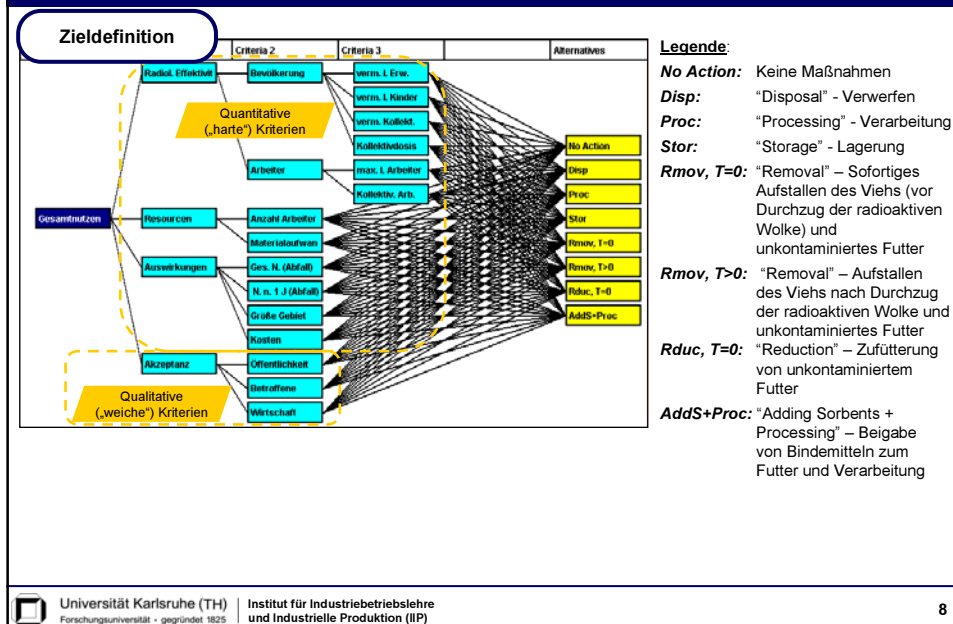 Zieldefinition
Criteria 2
Criteria 3
Alternatives
Radiol. Effektivit
Bevölkerung
verm. I. Erw.
verm. I. Kinder
Quantitative
(„harte“) Kriterien
verm. Kollekt.
Kollektivdosis
No Action
Arbeiter
max. I. Arbeiter
Disp
Kollektiv. Arb.
Proc
Gesamtnutzen
Resourcen
Anzahl Arbeiter
Stor
Materialaufwan
Rmov, T=0
Auswirkungen
Ges. N. (Abfall)
Rmov, T>0
N. n. 1 J (Abfall)
Rduc, T=0
Größe Gebiet
AddS+Proc
Kosten
Akzeptanz
Öffentlichkeit
Betroffene
Qualitative
(„weiche“) Kriterien
Wirtschaft
Legende:
No Action: Keine Maßnahmen
Disp: “Disposal” - Verwerfen
Proc: “Processing” - Verarbeitung
Stor: “Storage” - Lagerung
Rmov, T=0: “Removal” – Sofortiges
Aufstallen des Viehs (vor
Durchzug der radioaktiven
Wolke) und
unkontaminiertes Futter
Rmov, T>0: “Removal” – Aufstallen
des Viehs nach Durchzug
der radioaktiven Wolke und
unkontaminiertes Futter
Rduc, T=0: “Reduction” – Zufütterung
von unkontaminiertem
Futter
AddS+Proc: “Adding Sorbents +
Processing” – Beigabe
von Bindemitteln zum
Futter und Verarbeitung
Universität Karlsruhe (TH)
Forschungsuniversität - gegründet 1825
Institut für Industriebetriebslehre
und Industrielle Produktion (IIP)
8